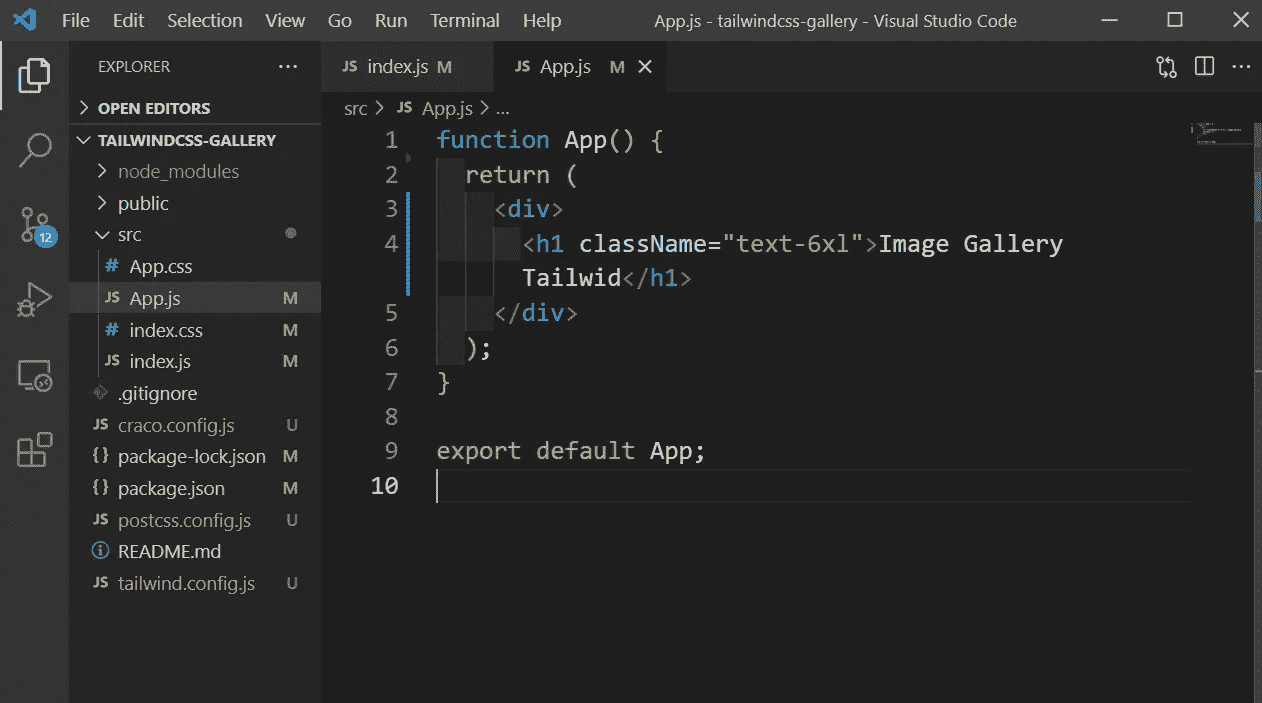 File Edit Selection View Go Run Terminal Help App.js - tailwindcss-gallery - Visual Studio Code
EXPLORER
OPEN EDITORS
TAILWINDCSS-GALLERY
node_modules
public
src
# App.css
JS App.js M
# index.css M
JS index.js M
.gitignore
JS craco.config.js U
{} package-lock.json M
{} package.json M
JS postcss.config.js U
README.md
JS tailwind.config.js U
12
JS index.js M JS App.js M
src > JS App.js > ...
1 function App() {
2 return (
3 <div>
4 <h1 className="text-6xl">Image Gallery
Tailwid</h1>
5 </div>
6 );
7 }
8
9 export default App;
10